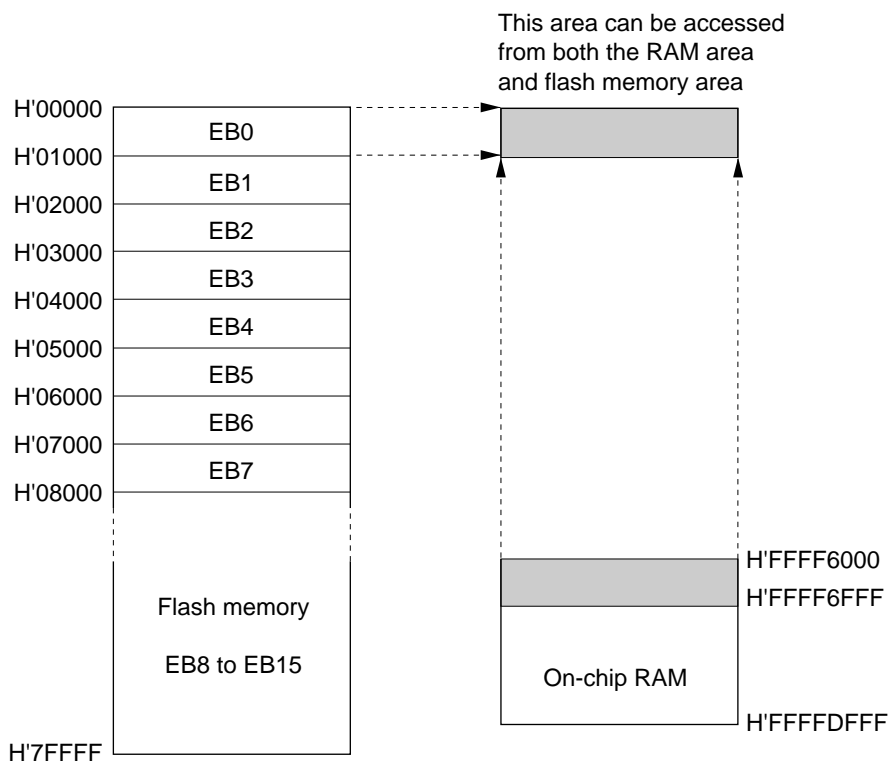 This area can be accessed
from both the RAM area
and flash memory area
H'00000
EB0
H'01000
EB1
H'02000
EB2
H'03000
EB3
H'04000
EB4
H'05000
EB5
H'06000
EB6
H'07000
EB7
H'08000
H'FFFF6000
H'FFFF6FFF
Flash memory
EB8 to EB15
On-chip RAM
H'FFFFDFFF
H'7FFFF